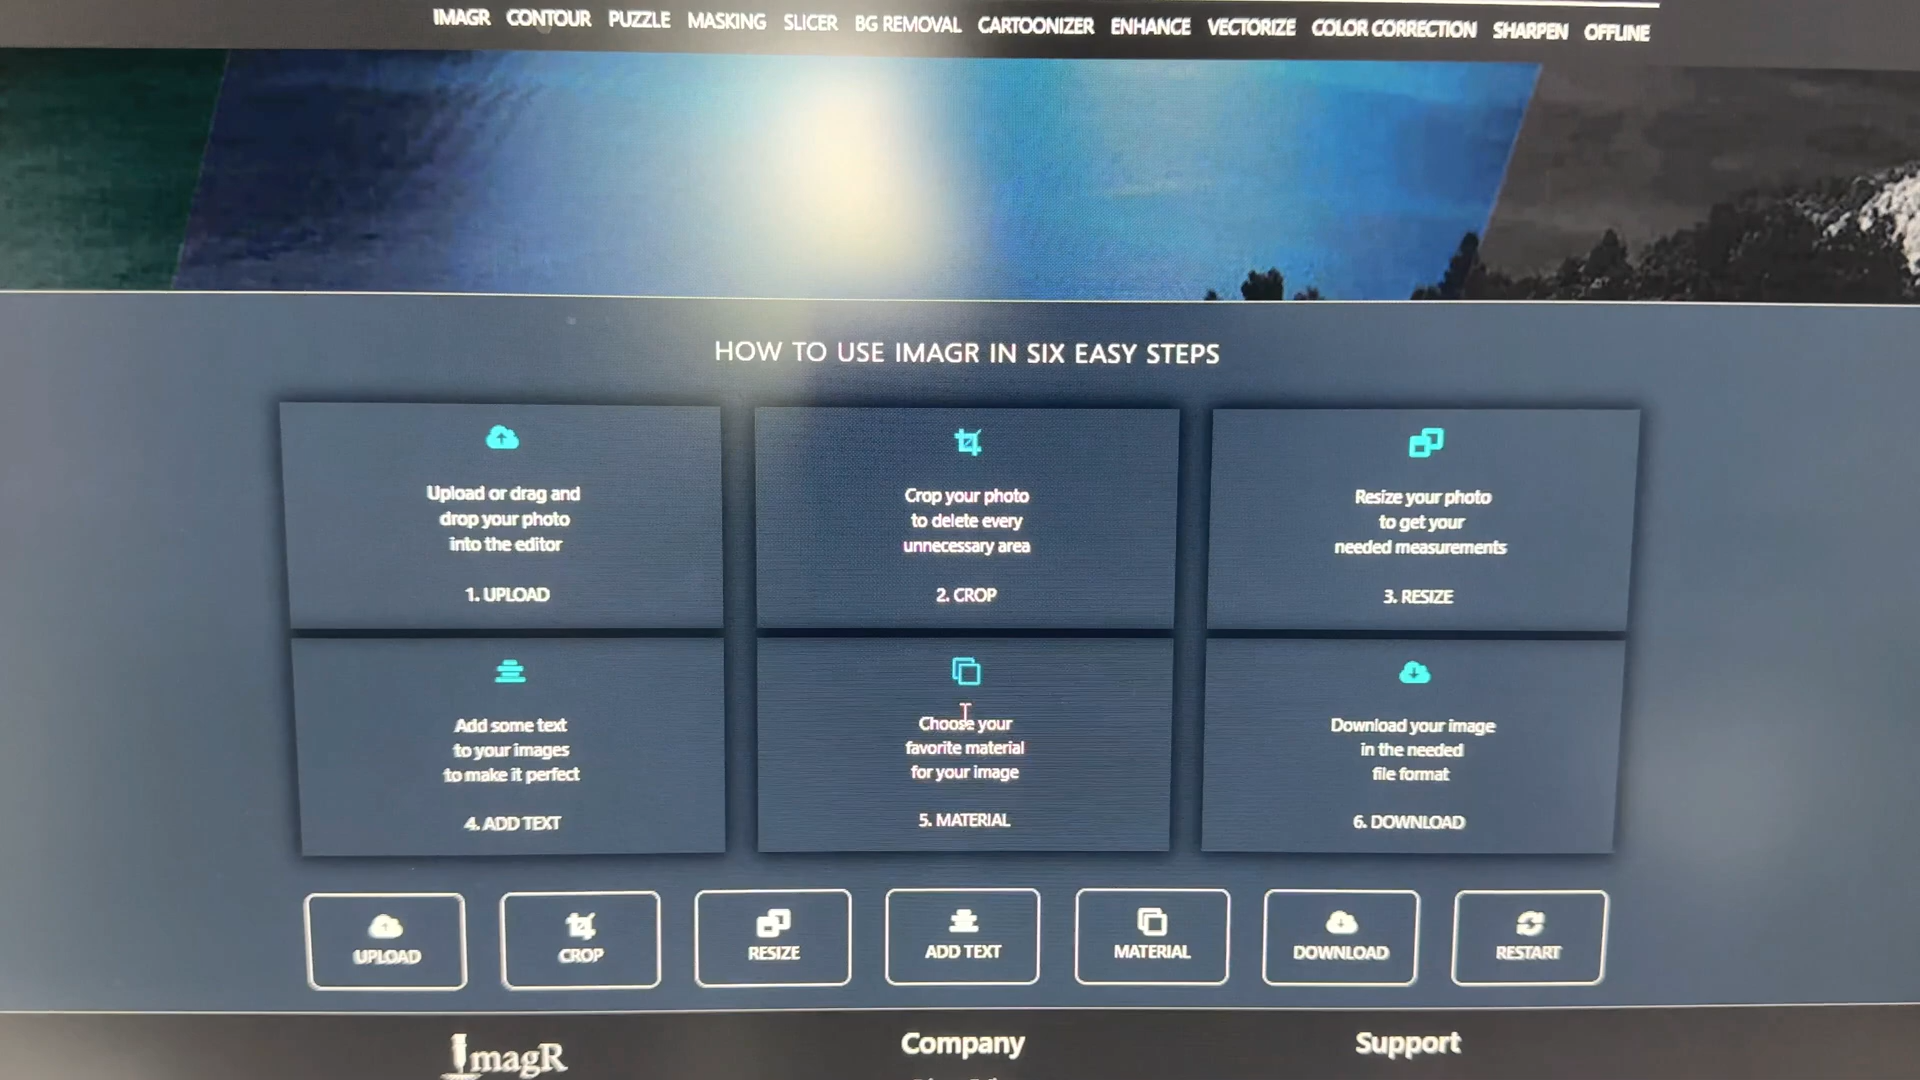 IMAGR CONTOUR PUZZLE MASKING SLICER BG REMOVAL CARTOONIZER ENHANCE VECTORIZE COLOR CORRECTION SHARPEN OFFLINE
HOW TO USE IMAGR IN SIX EASY STEPS
Upload or drag and
drop your photo
into the editor
1. UPLOAD
Crop your photo
to delete every
unnecessary area
2. CROP
Resize your photo
to get your
needed measurements
3. RESIZE
Add some text
to your images
to make it perfect
4. ADD TEXT
Choose your
favorite material
for your image
5. MATERIAL
Download your image
in the needed
file format
6. DOWNLOAD
UPLOAD CROP RESIZE ADD TEXT MATERIAL DOWNLOAD RESTART
ImagR Company Support